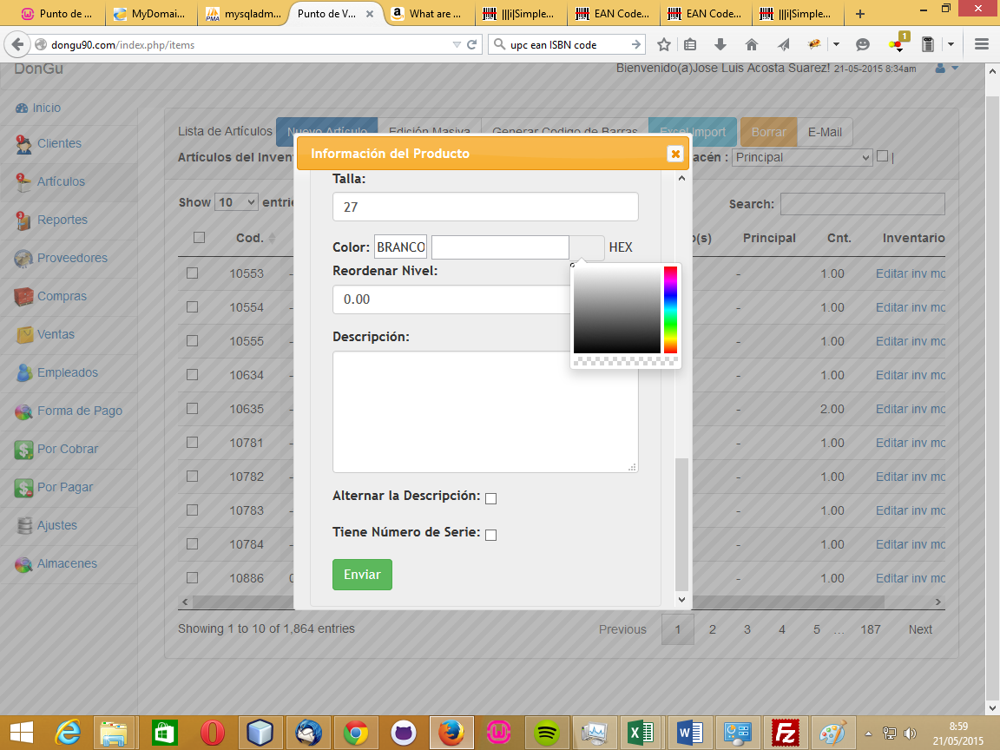 Punto de ...
MyDomai...
mysqladm...
Punto de V...
What are ...
|||i|Simple...
EAN Code...
EAN Code...
|||i|Simple...
dongu90.com/index.php/items
upc ean ISBN code
1
DonGu
Bienvenido(a)Jose Luis Acosta Suarez! 21-05-2015 8:34am
Inicio
Clientes
Artículos
Reportes
Proveedores
Compras
Ventas
Empleados
Forma de Pago
Por Cobrar
Por Pagar
Ajustes
Almacenes
Lista de Artículos
Nuevo Artículo
Edición Masiva
Generar Codigo de Barras
Excel Import
Borrar
E-Mail
Artículos del Inven
acén : Principal |
Show 10 entri
Search:
Cod.
o(s) Principal Cnt. Inventario
10553 - - 1.00 Editar inv mo
10554 - - 1.00 Editar inv mo
10555 - - 1.00 Editar inv mo
10634 - - 1.00 Editar inv mo
10635 - - 2.00 Editar inv mo
10781 - - 1.00 Editar inv mo
10782 - - 1.00 Editar inv mo
10783 - - 1.00 Editar inv mo
10784 - - 1.00 Editar inv mo
10886 - 1.00 Editar inv mo
Showing 1 to 10 of 1,864 entries
Previous 1 2 3 4 5 … 187 Next
Información del Producto
Talla:
27
Color: BRANCO HEX
Reordenar Nivel:
0.00
Descripción:
Alternar la Descripción:
Tiene Número de Serie:
Enviar
8:59
21/05/2015